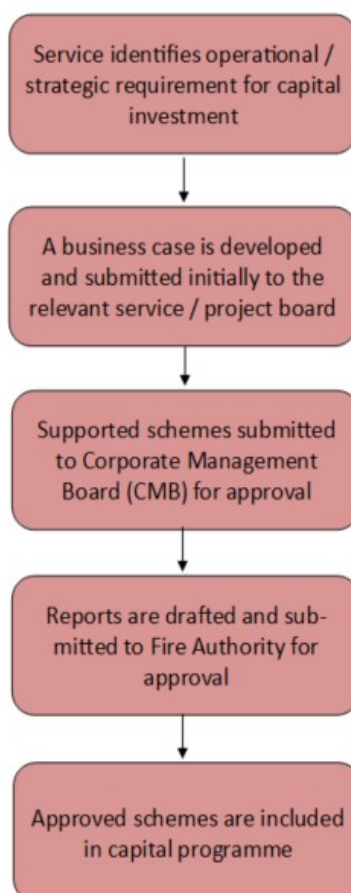 Service identifies operational /
strategic requirement for capital
investment
A business case is developed
and submitted initially to the
relevant service / project board
Supported schemes submitted
to Corporate Management
Board (CMB) for approval
Reports are drafted and sub-
mitted to Fire Authority for
approval
Approved schemes are included
in capital programme